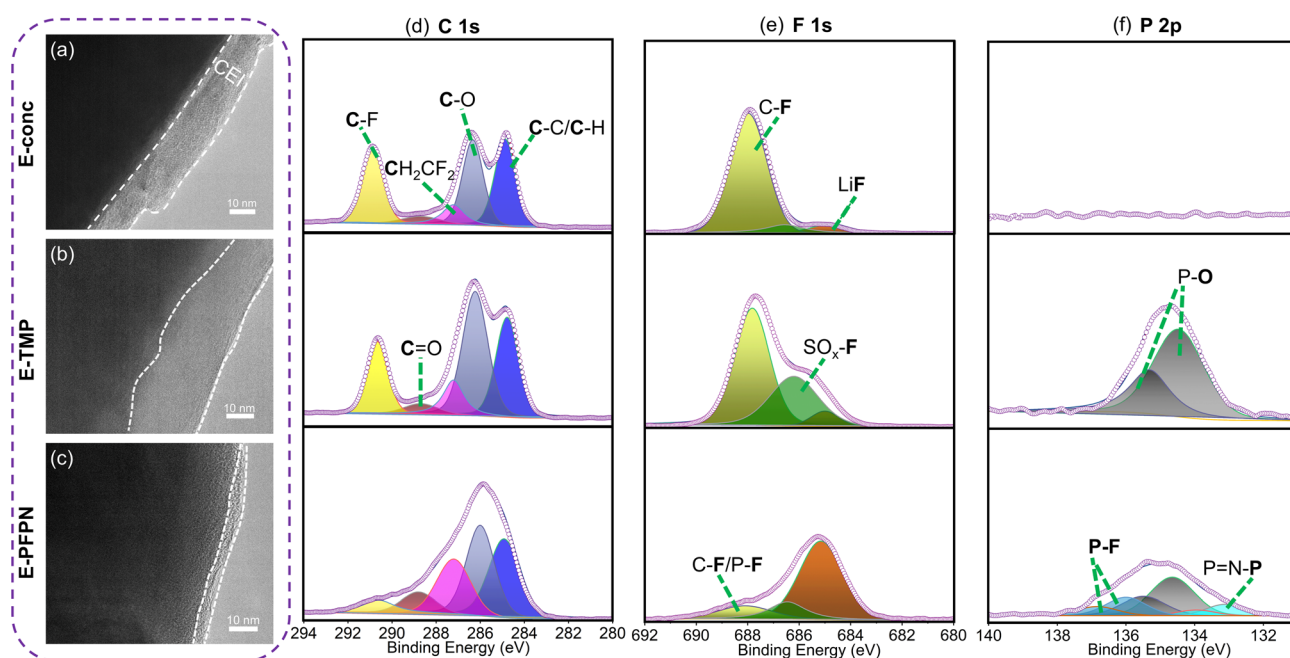 (d) C 1s
(e) F 1s
(f) P 2p
E-conc
(a)
CEI
10 nm
C-F
CH₂CF₂
C-O
C-C/C-H
C-F
LiF
E-TMP
(b)
10 nm
C=O
SOₓ-F
P-O
E-PFPN
(c)
10 nm
C-F/P-F
P-F
P=N-P
294 292 290 288 286 284 282 280
Binding Energy (eV)
692 690 688 686 684 682 680
Binding Energy (eV)
140 138 136 134 132
Binding Energy (eV)